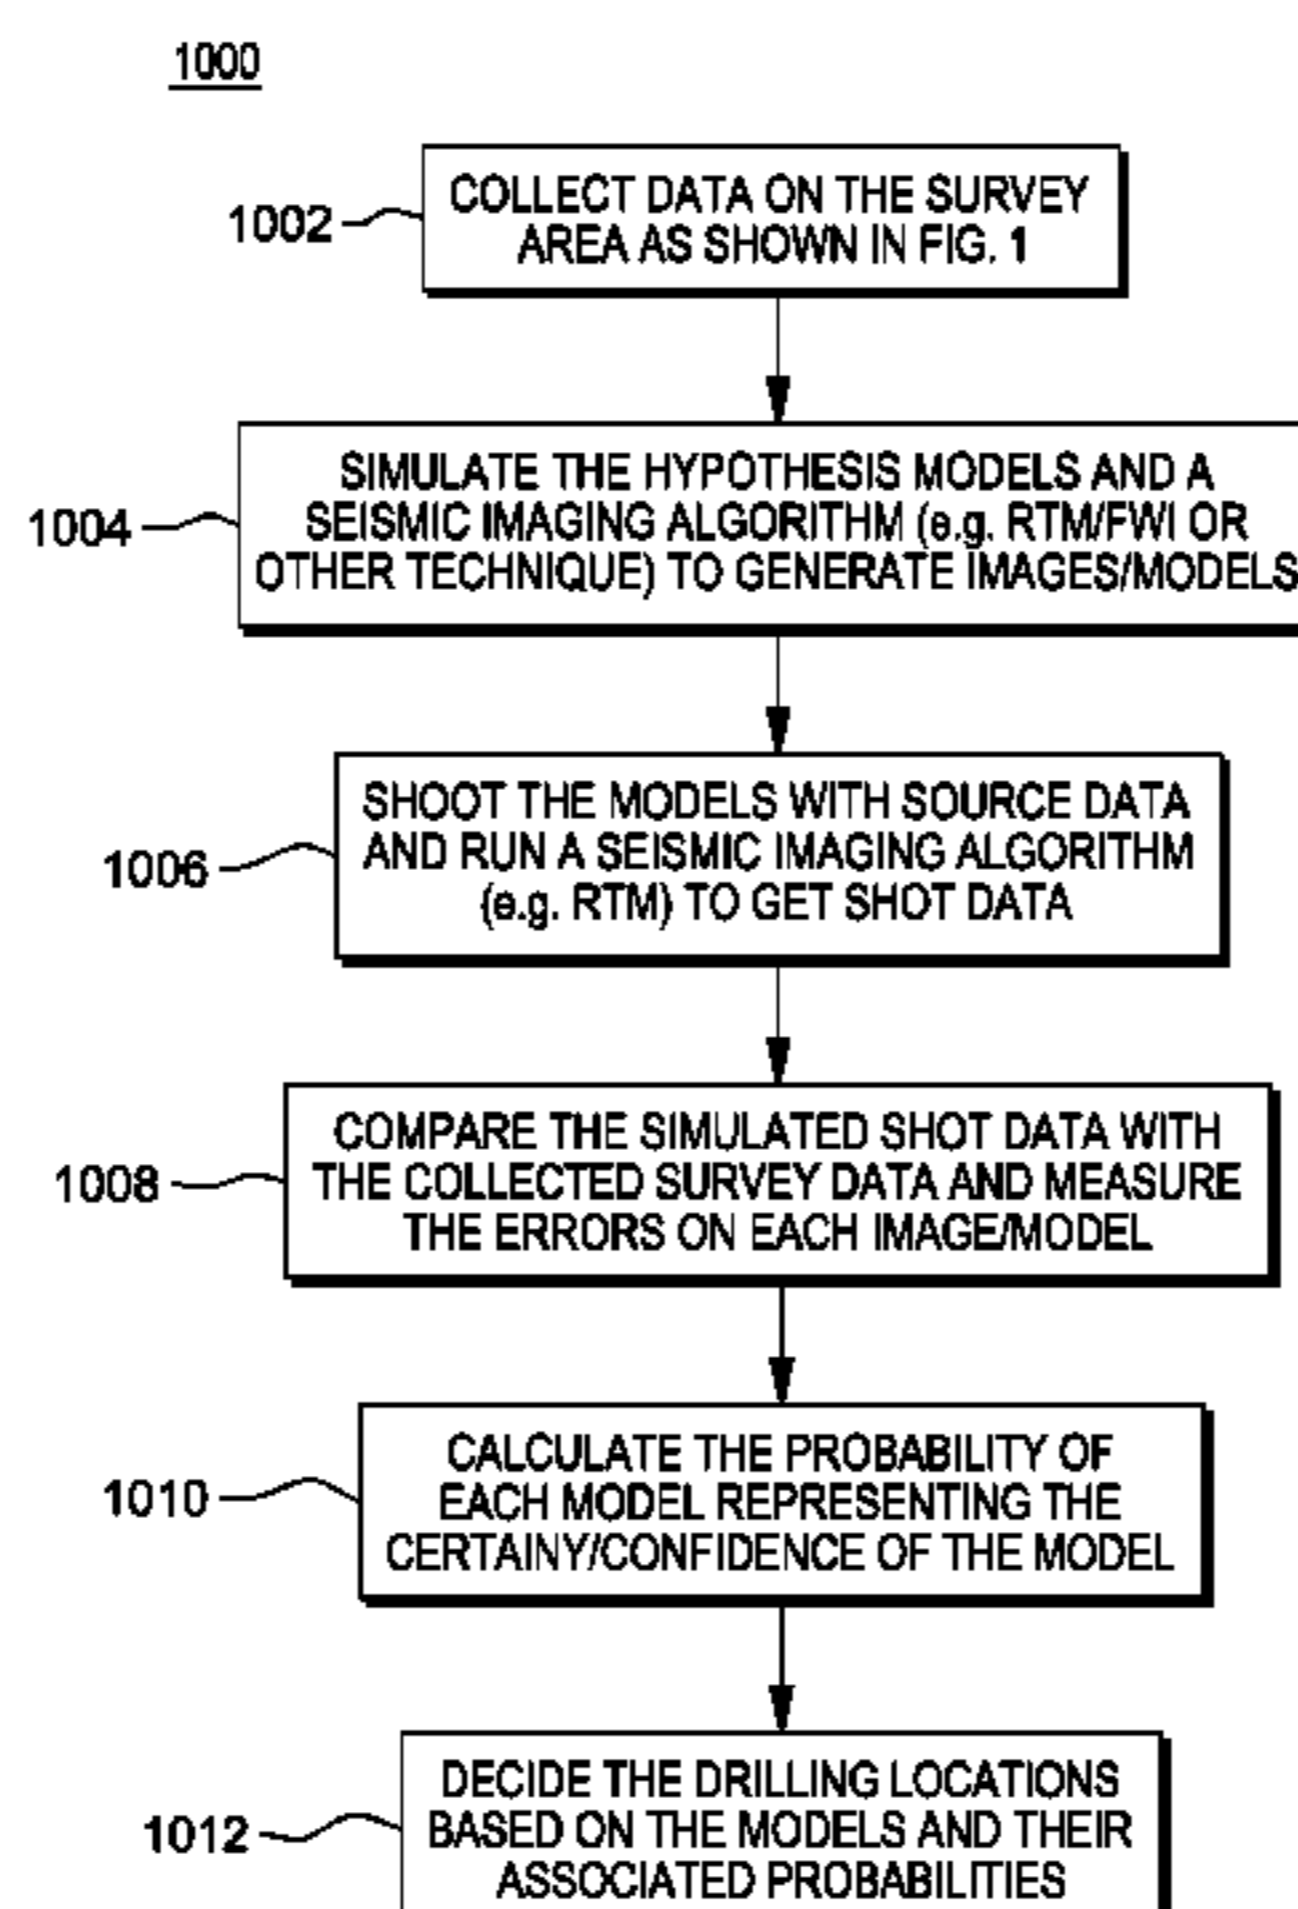 1000
1002
COLLECT DATA ON THE SURVEY
AREA AS SHOWN IN FIG. 1
1004
SIMULATE THE HYPOTHESIS MODELS AND A
SEISMIC IMAGING ALGORITHM (e.g. RTM/FWI OR
OTHER TECHNIQUE) TO GENERATE IMAGES/MODELS
1006
SHOOT THE MODELS WITH SOURCE DATA
AND RUN A SEISMIC IMAGING ALGORITHM
(e.g. RTM) TO GET SHOT DATA
1008
COMPARE THE SIMULATED SHOT DATA WITH
THE COLLECTED SURVEY DATA AND MEASURE
THE ERRORS ON EACH IMAGE/MODEL
1010
CALCULATE THE PROBABILITY OF
EACH MODEL REPRESENTING THE
CERTAINY/CONFIDENCE OF THE MODEL
1012
DECIDE THE DRILLING LOCATIONS
BASED ON THE MODELS AND THEIR
ASSOCIATED PROBABILITIES